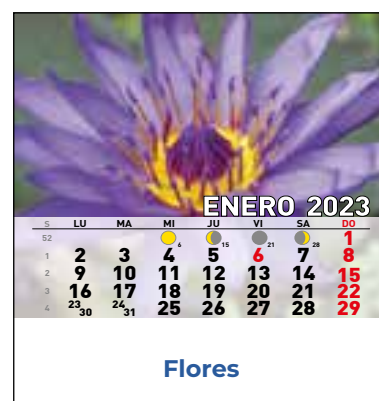 ENERO 2023
S LU MA MI JU VI SA DO
52 6 15 21 28 1
1 2 3 4 5 6 7 8
2 9 10 11 12 13 14 15
3 16 17 18 19 20 21 22
4 23/30 24/31 25 26 27 28 29
Flores